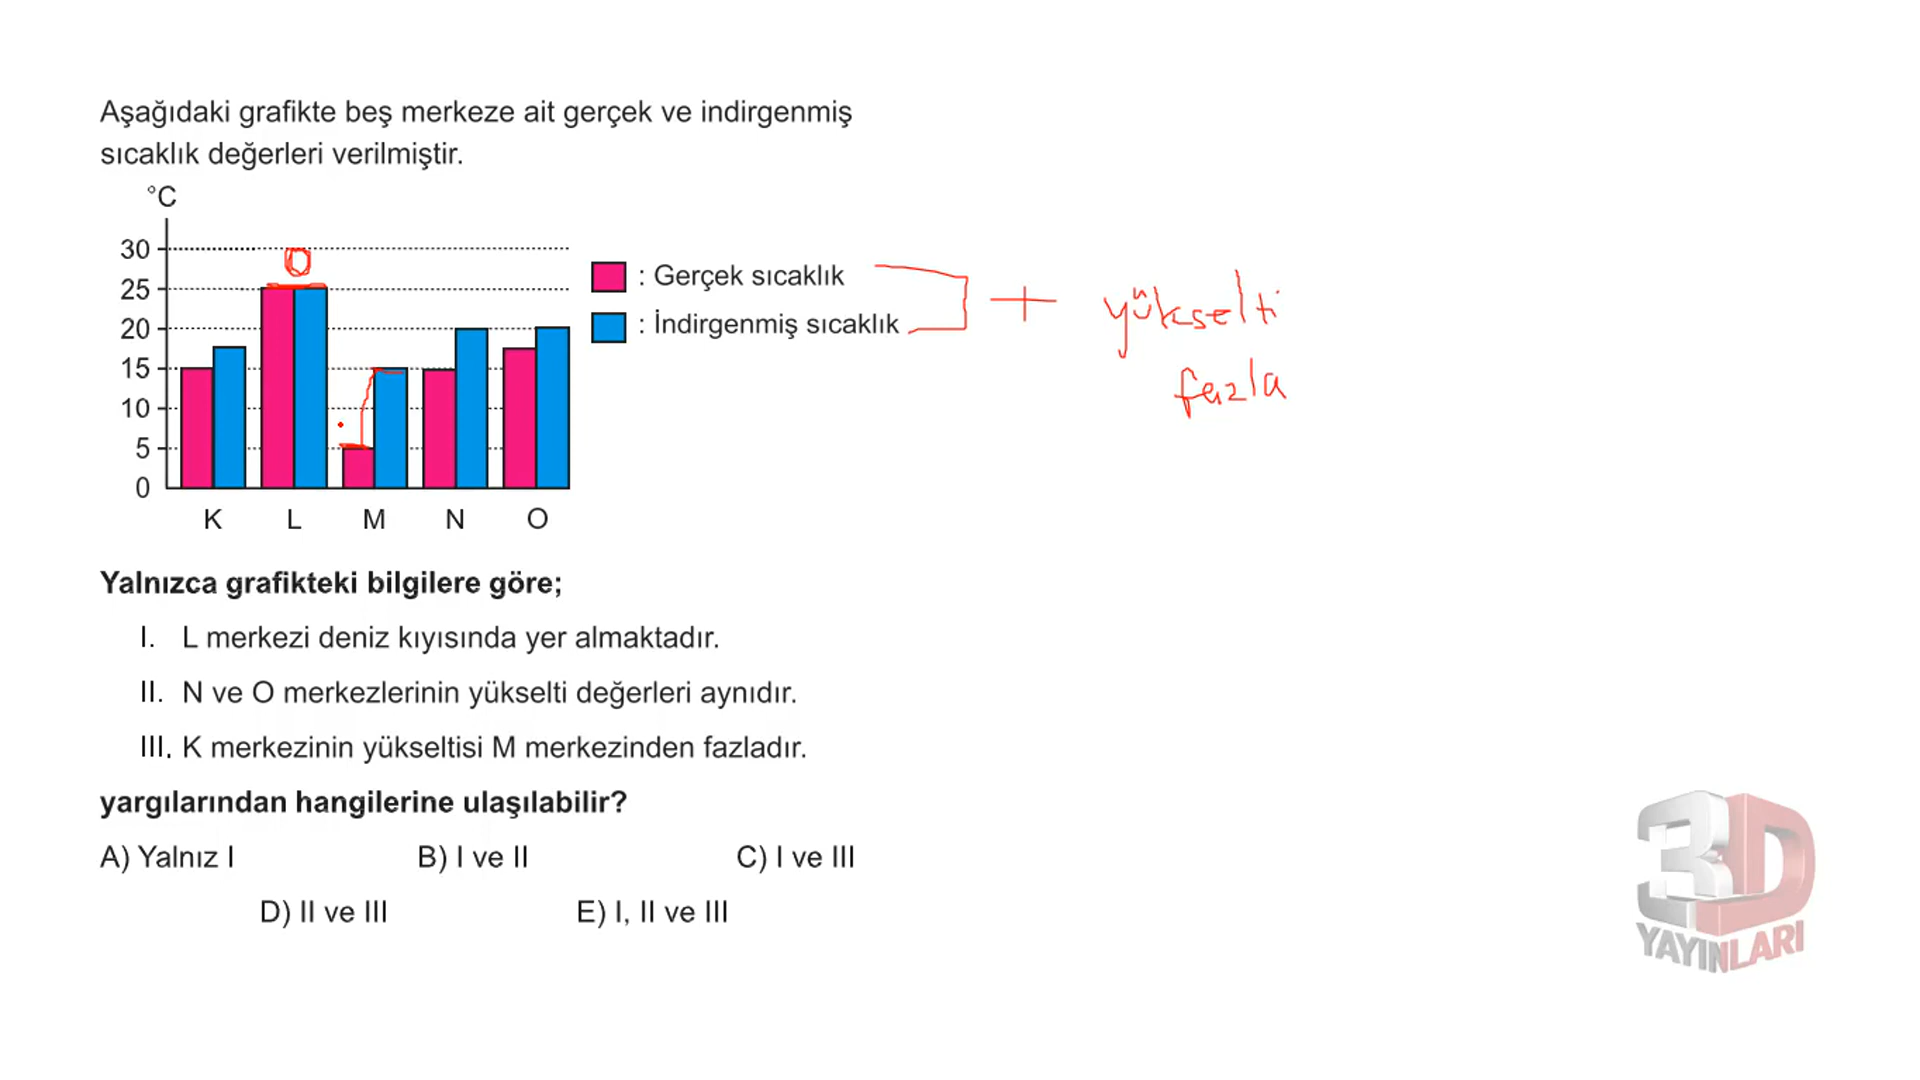 Aşağıdaki grafikte beş merkeze ait gerçek ve indirgenmiş
sıcaklık değerleri verilmiştir.
°C
30
25
20
15
10
5
0
K L M N O
0
: Gerçek sıcaklık
: İndirgenmiş sıcaklık
+ yükselti
fazla
Yalnızca grafikteki bilgilere göre;
I. L merkezi deniz kıyısında yer almaktadır.
II. N ve O merkezlerinin yükselti değerleri aynıdır.
III. K merkezinin yükseltisi M merkezinden fazladır.
yargılarından hangilerine ulaşılabilir?
A) Yalnız I B) I ve II C) I ve III
D) II ve III E) I, II ve III
3D
YAYINLARI